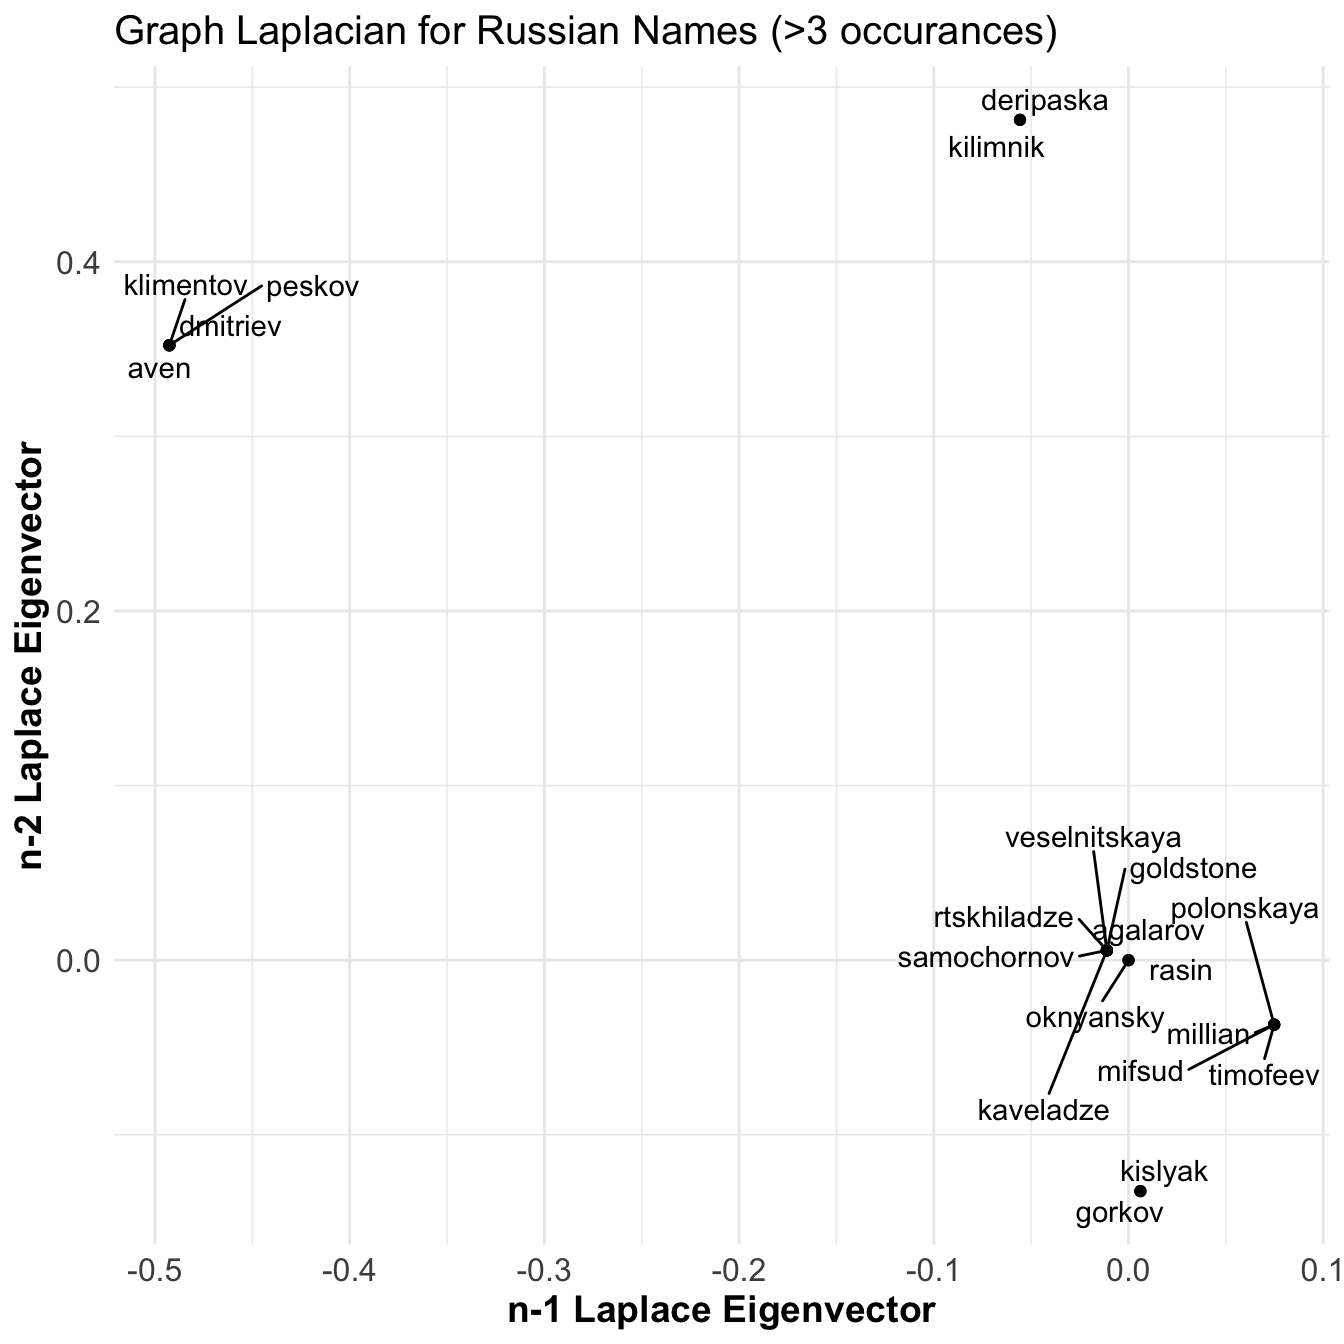 Graph Laplacian for Russian Names (>3 occurances)
deripaska
kilimnik
0.4
klimentov
peskov
dmitriev
aven
n-2 Laplace Eigenvector
0.2
veselnitskaya
goldstone
polonskaya
rtskhiladze
agalarov
samochornov
0.0
rasin
oknyansky
millian
mifsud
timofeev
kaveladze
kislyak
gorkov
-0.5 -0.4 -0.3 -0.2 -0.1 0.0 0.1
n-1 Laplace Eigenvector